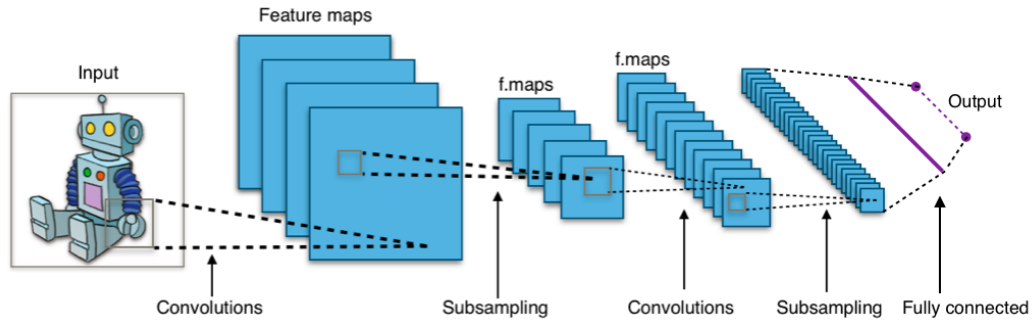 Feature maps
Input
f.maps
f.maps
Output
Convolutions
Subsampling
Convolutions
Subsampling
Fully connected